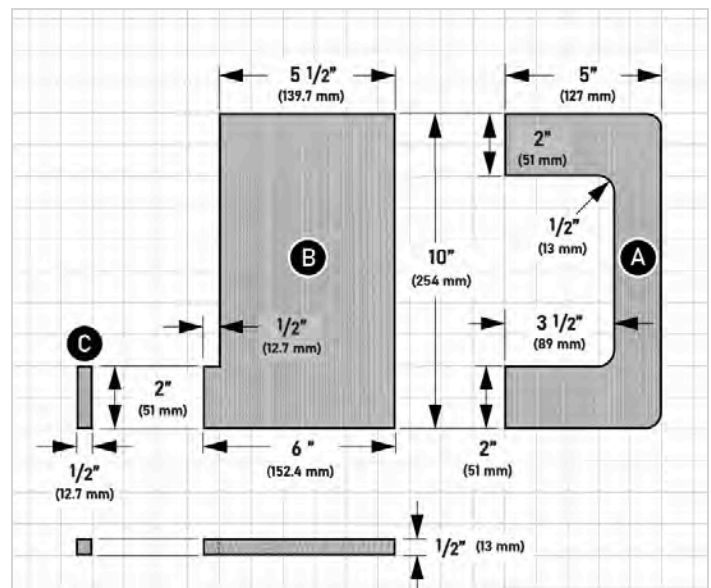 5 1/2”
(139.7 mm)
5”
(127 mm)
2”
(51 mm)
1/2”
(13 mm)
B
10”
(254 mm)
A
1/2”
(12.7 mm)
3 1/2”
(89 mm)
C
2”
(51 mm)
6 ”
(152.4 mm)
2”
(51 mm)
1/2”
(12.7 mm)
1/2” (13 mm)